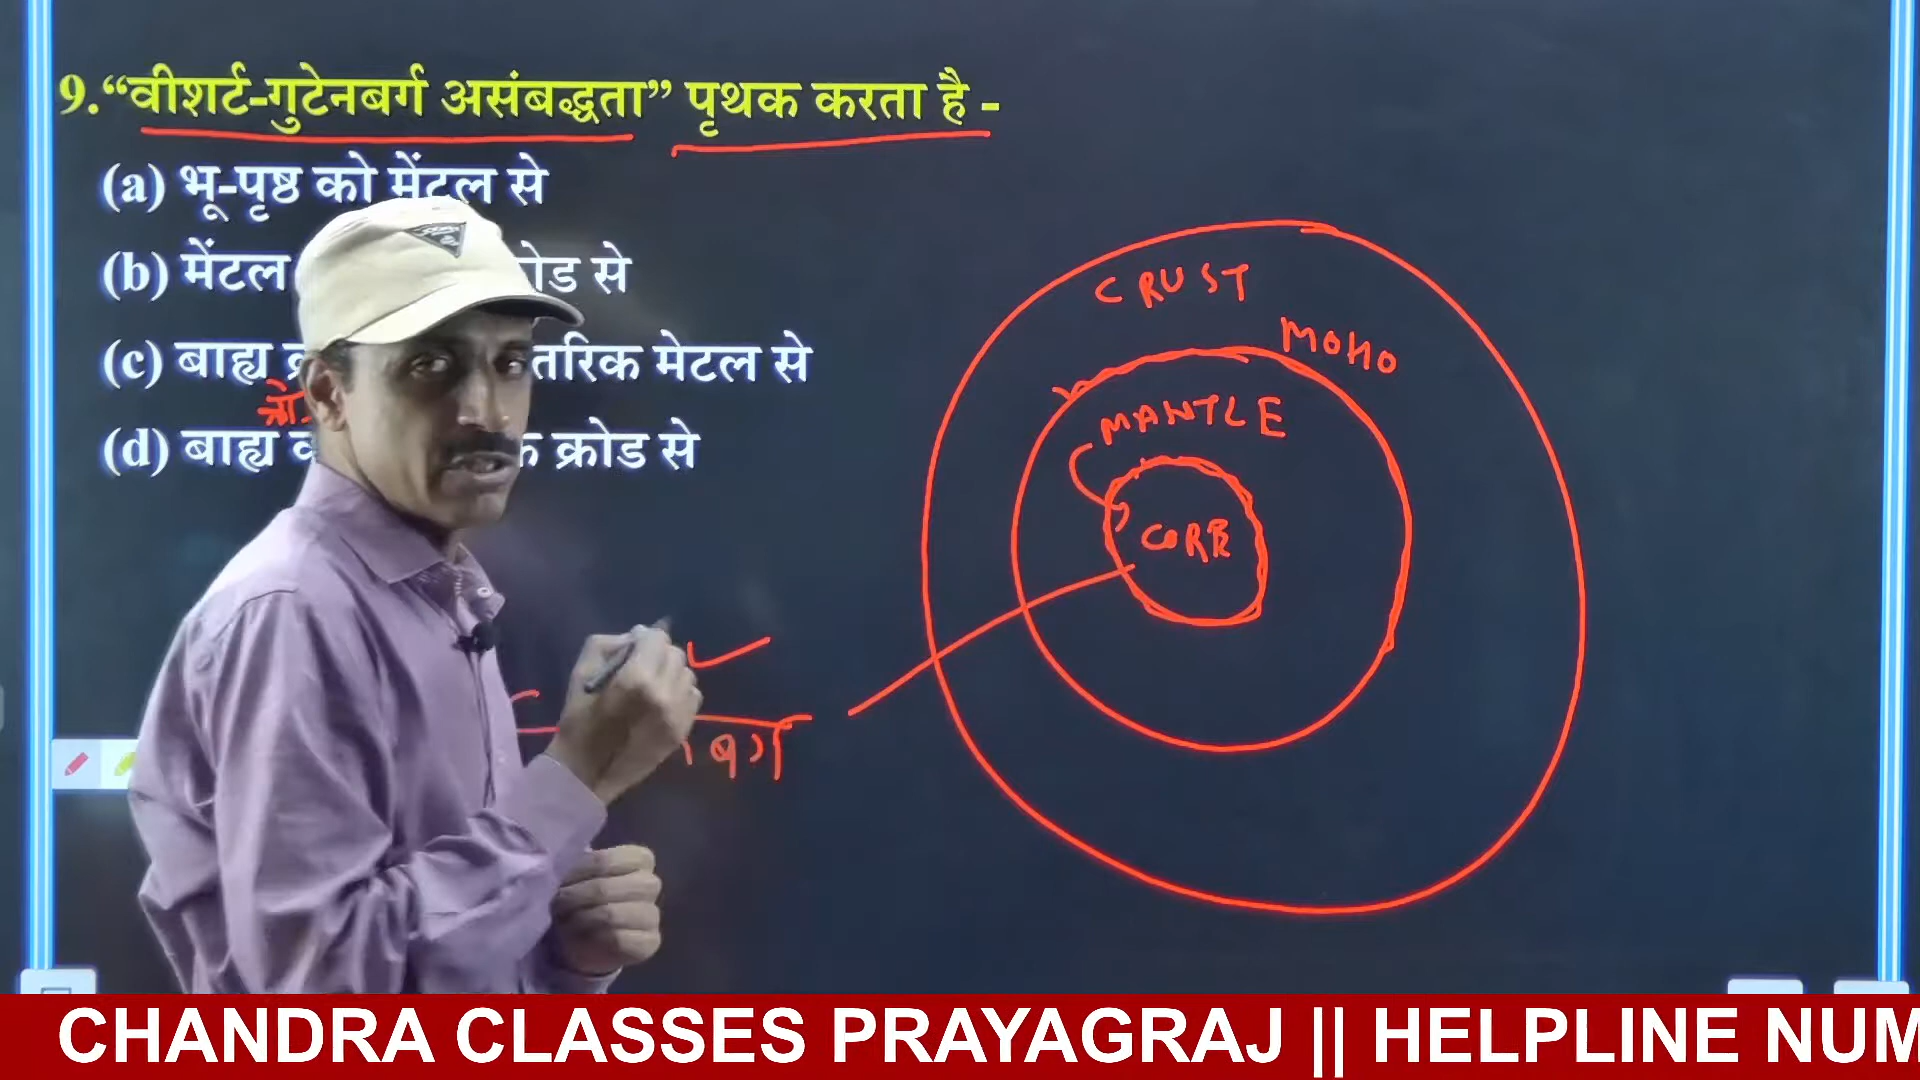 9.“वीशर्ट-गुटेनबर्ग असंबद्धता” पृथक करता है -
(a) भू-पृष्ठ को मेंटल से
(b) मेंटल से
(c) बाह्य मेटल से
(d) बाह्य क्रोड से
CRUST
MOHO
MANTLE
CORE
CHANDRA CLASSES PRAYAGRAJ || HELPLINE NUM